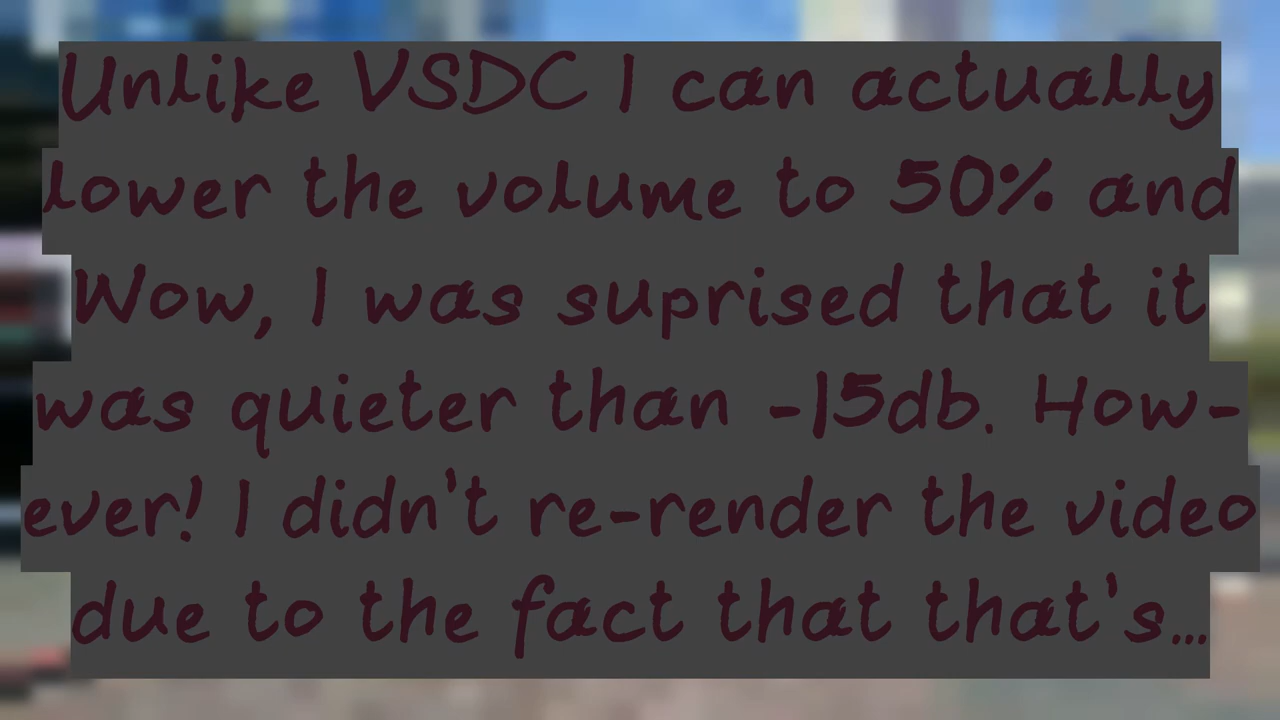 Unlike VSDC I can actually
lower the volume to 50% and
Wow, I was suprised that it
was quieter than -15db. How-
ever! I didn't re-render the video
due to the fact that that's...